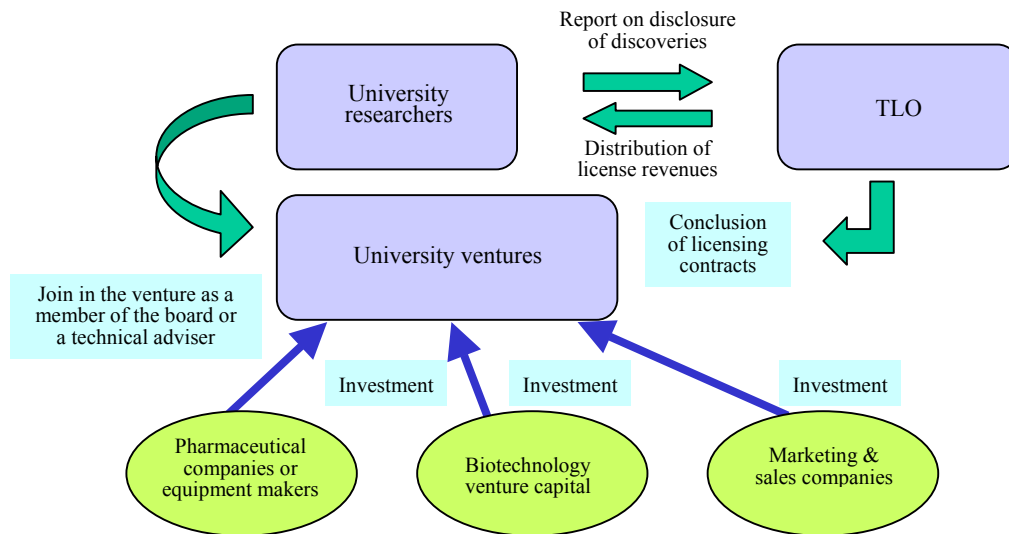 Report on disclosure
of discoveries
University
researchers
TLO
Distribution of
license revenues
University ventures
Conclusion
of licensing
contracts
Join in the venture as a
member of the board or
a technical adviser
Investment
Investment
Investment
Pharmaceutical
companies or
equipment makers
Biotechnology
venture capital
Marketing &
sales companies